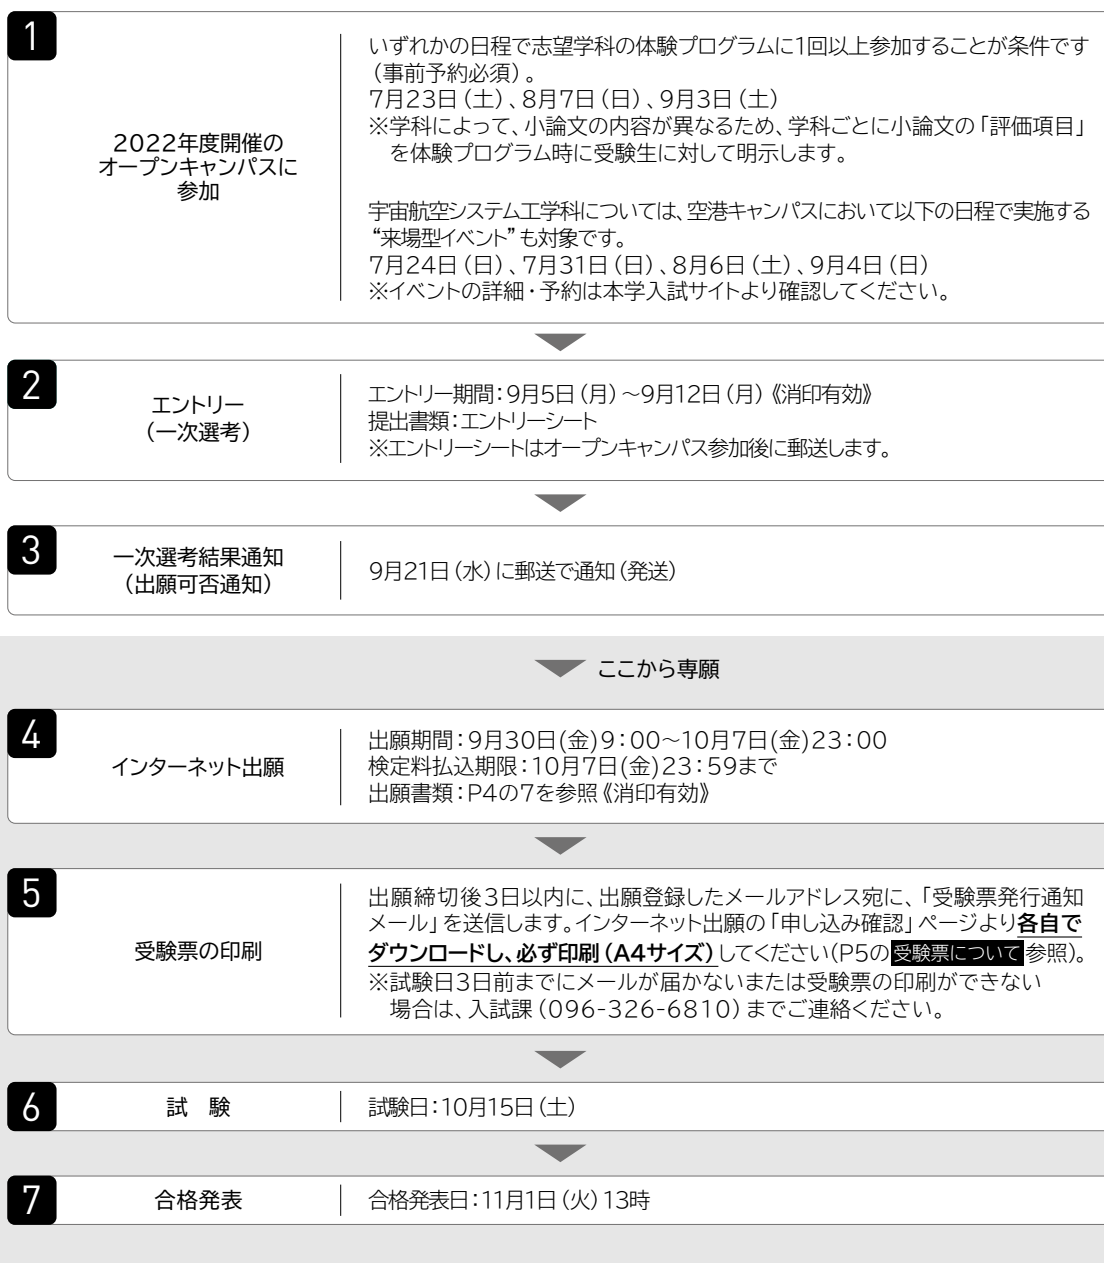 1
2022年度開催の
オープンキャンパスに
参加
いずれかの日程で志望学科の体験プログラムに1回以上参加することが条件です
（事前予約必須）。
7月23日（土）、8月7日（日）、9月3日（土）
※学科によって、小論文の内容が異なるため、学科ごとに小論文の「評価項目」
を体験プログラム時に受験生に対して明示します。
宇宙航空システム工学科については、空港キャンパスにおいて以下の日程で実施する
“来場型イベント”も対象です。
7月24日（日）、7月31日（日）、8月6日（土）、9月4日（日）
※イベントの詳細・予約は本学入試サイトより確認してください。
2
エントリー
（一次選考）
エントリー期間：9月5日（月）～9月12日（月）《消印有効》
提出書類：エントリーシート
※エントリーシートはオープンキャンパス参加後に郵送します。
3
一次選考結果通知
（出願可否通知）
9月21日（水）に郵送で通知（発送）
ここから専願
4
インターネット出願
出願期間：9月30日(金)9：00～10月7日(金)23：00
検定料払込期限：10月7日(金)23：59まで
出願書類：P4の7を参照《消印有効》
5
受験票の印刷
出願締切後3日以内に、出願登録したメールアドレス宛に、「受験票発行通知
メール」を送信します。インターネット出願の「申し込み確認」ページより各自で
ダウンロードし、必ず印刷（A4サイズ）してください（P5の受験票について参照）。
※試験日3日前までにメールが届かないまたは受験票の印刷ができない
場合は、入試課（096-326-6810）までご連絡ください。
6
試　験
試験日：10月15日（土）
7
合格発表
合格発表日：11月1日（火）13時